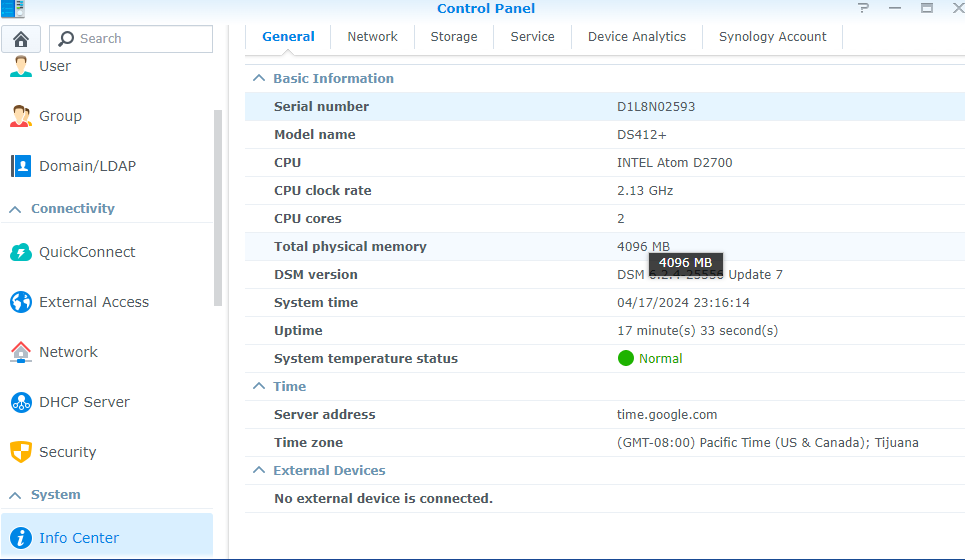 Control Panel
Search
General Network Storage Service Device Analytics Synology Account
User
Group
Domain/LDAP
Connectivity
QuickConnect
External Access
Network
DHCP Server
Security
System
Info Center
Basic Information
Serial number D1L8N02593
Model name DS412+
CPU INTEL Atom D2700
CPU clock rate 2.13 GHz
CPU cores 2
Total physical memory 4096 MB
4096 MB
DSM version DSM 6.2.4-25556 Update 7
System time 04/17/2024 23:16:14
Uptime 17 minute(s) 33 second(s)
System temperature status Normal
Time
Server address time.google.com
Time zone (GMT-08:00) Pacific Time (US & Canada); Tijuana
External Devices
No external device is connected.